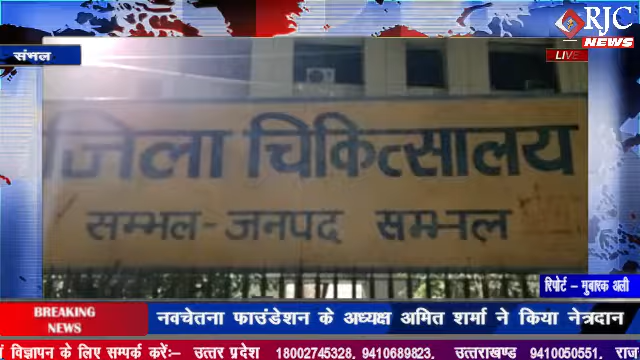 RJC
NEWS
संभल
LIVE
जिला चिकित्सालय
सम्भल-जनपद सम्भल
रिपोर्ट – मुबारक अली
BREAKING
NEWS
नवचेतना फाउंडेशन के अध्यक्ष अमित शर्मा ने किया नेत्रदान
विज्ञापन के लिए सम्पर्क करें:– उत्तर प्रदेश 18002745328, 9410689823, उत्तराखण्ड 9410050551, राज